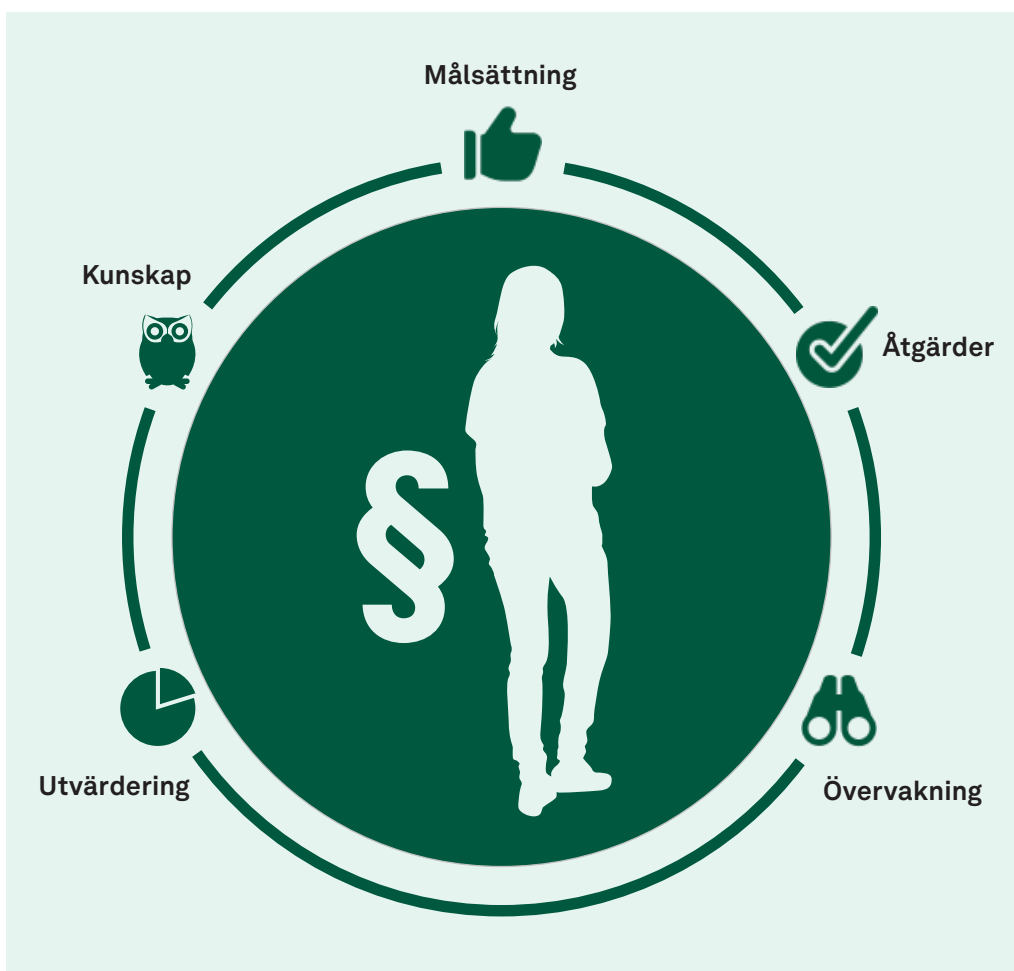 Målsättning
Kunskap
Åtgärder
§
Utvärdering
Övervakning